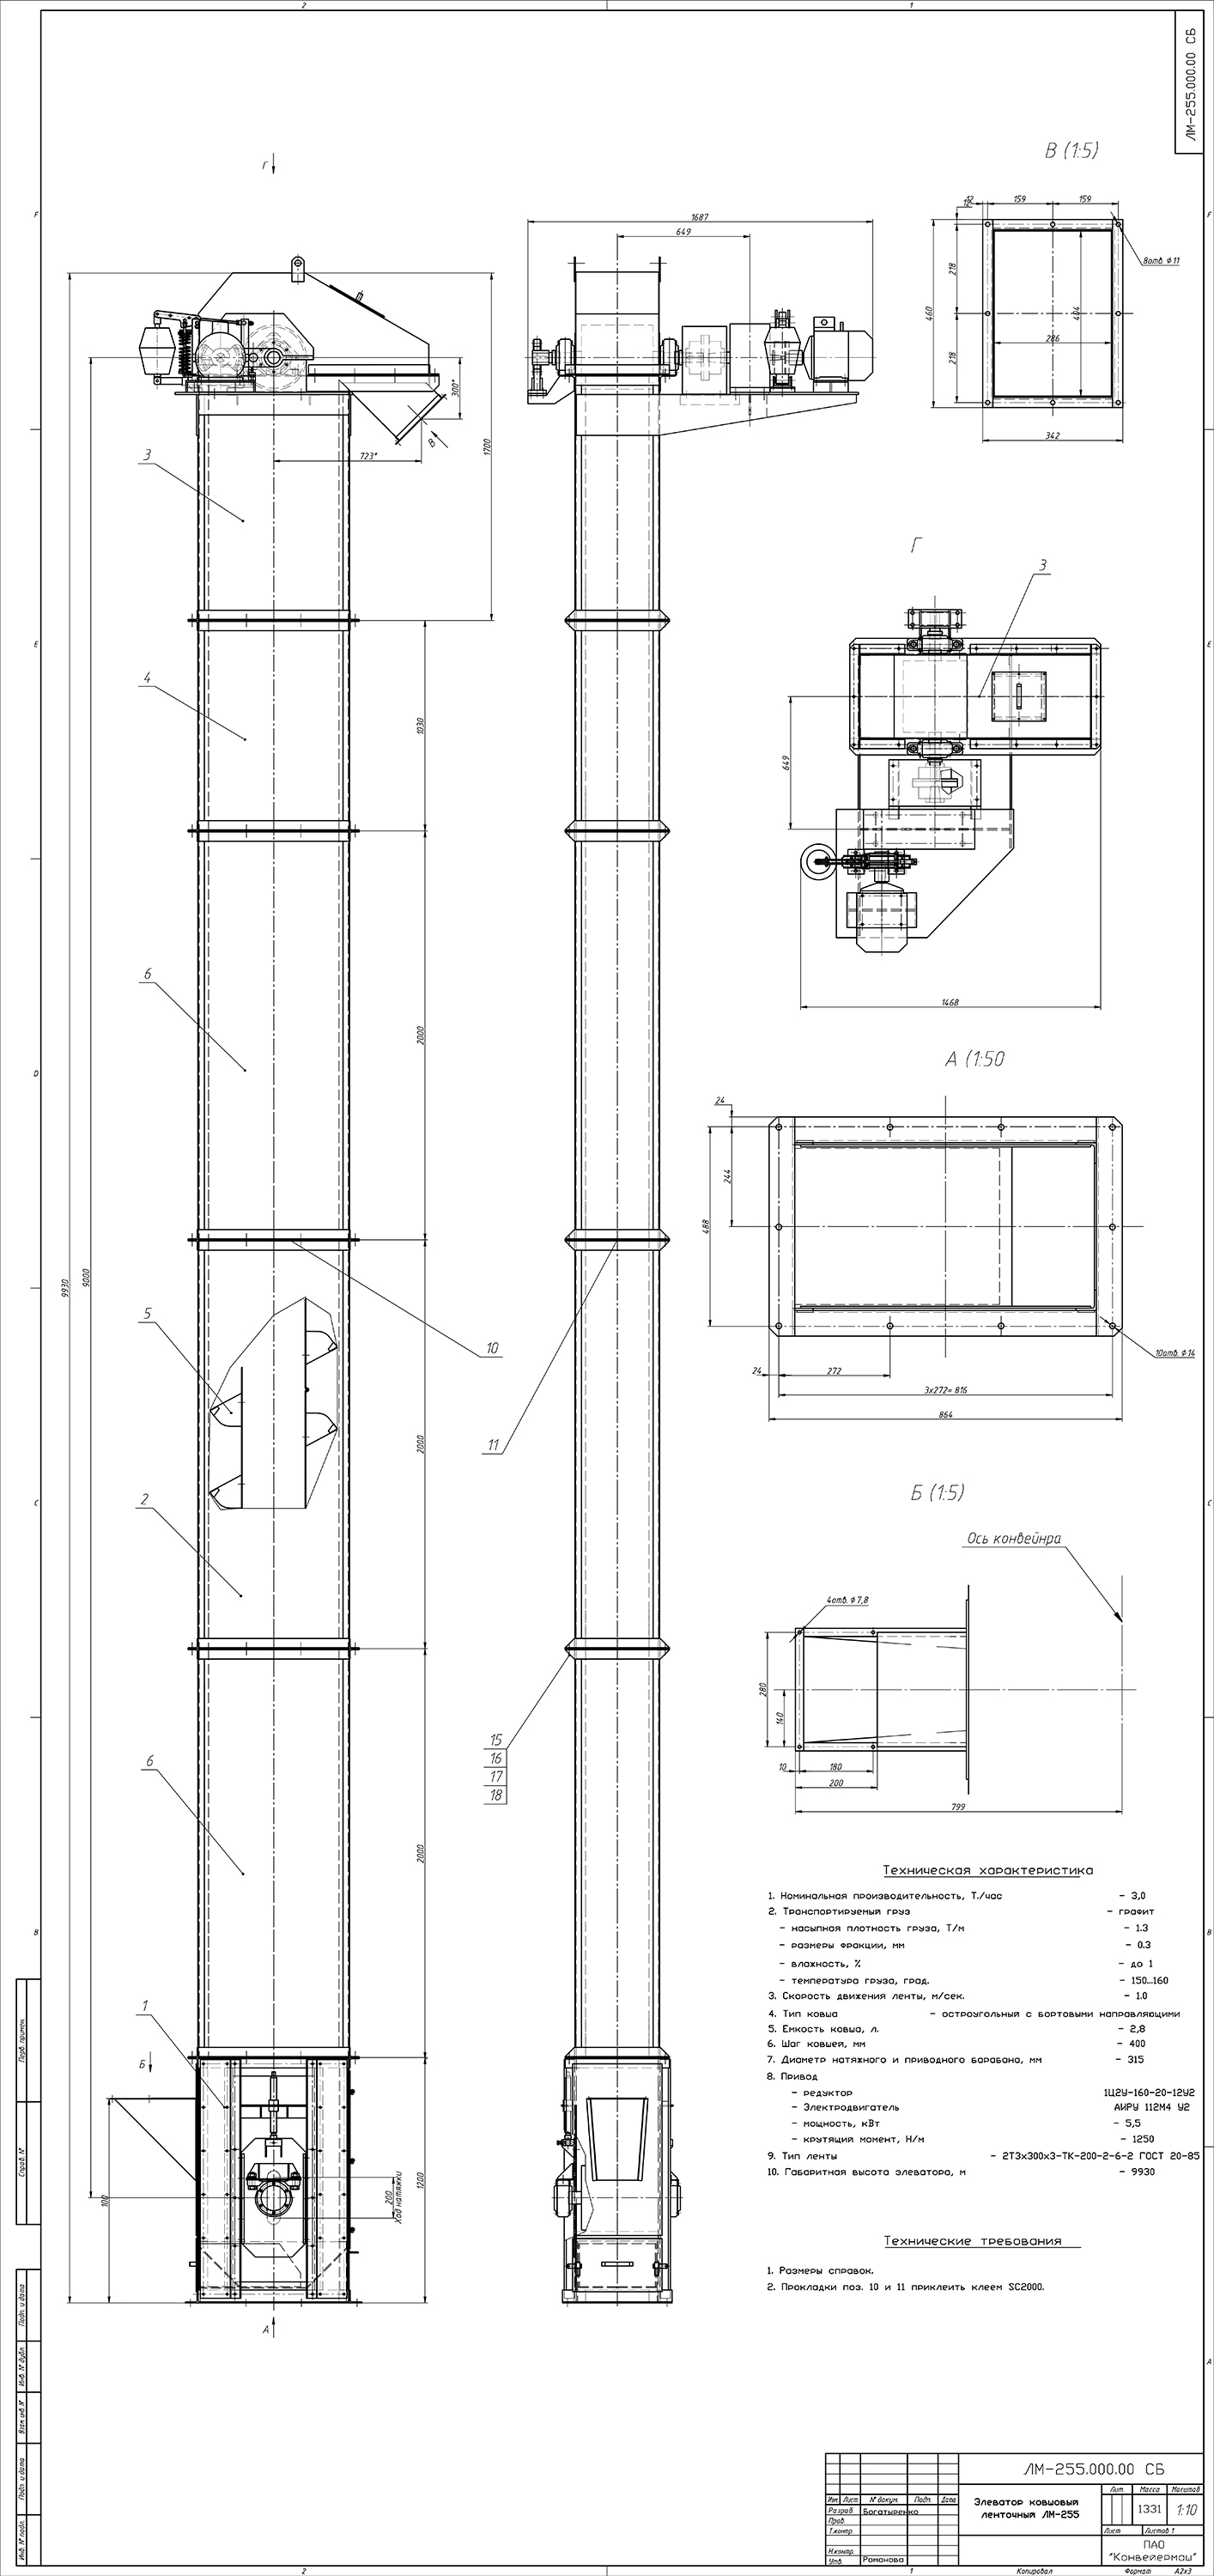 2
1
ЛМ-255.000.00 СБ
В (1:5)
Г
12
12
159
159
8отв. Ф11
218
460
404
286
218
342
1687
649
300*
В
723*
1700
3
Г
3
649
1468
4
1030
6
2000
А (1:50
24
244
488
10отв. Ф14
24
272
3х272= 816
864
9930
9000
5
10
11
2000
2
Б (1:5)
Ось конвейнра
4отв. Ф7,8
280
140
10
180
200
799
15
16
17
18
6
2000
Техническая характеристика
1. Номинальная производительность, Т./час - 3,0
2. Транспортируемый груз - графит
- насыпная плотность груза, Т/м - 1.3
- размеры фракции, мм - 0.3
- влажность, % - до 1
- температура груза, град. - 150...160
3. Скорость движения ленты, м/сек. - 1.0
4. Тип ковша - остроугольный с бортовыми направляющими
5. Емкость ковша, л. - 2,8
6. Шаг ковшей, мм - 400
7. Диаметр натяжного и приводного барабана, мм - 315
8. Привод
- редуктор 1Ц2У-160-20-12У2
- Электродвигатель АИРУ 112М4 У2
- мощность, кВт - 5,5
- крутящий момент, Н/м - 1250
9. Тип ленты - 2Т3х300х3-ТК-200-2-6-2 ГОСТ 20-85
10. Габаритная высота элеватора, м - 9930
1
Б
100
200
Ход натяжки
1200
А
Технические требования
1. Размеры справок.
2. Прокладки поз. 10 и 11 приклеить клеем SC2000.
F
E
D
C
B
A
F
E
D
C
B
A
Перв. примен.
Справ. N°
Подп. и дата
Инв. N° дубл.
Взам. инв. N°
Подп. и дата
Инв. N° подл.
ЛМ-255.000.00 СБ
Изм. Лист N° докум. Подп. Дата
Разраб. Богатыренко
Пров.
Т.контр.
Н.контр.
Утв. Романова
Элеватор ковшовый
ленточный ЛМ-255
Лит. Масса Масштаб
1331 1:10
Лист Листов 1
ПАО
"Конвейермаш"
2
1
Копировал Формат А2х3